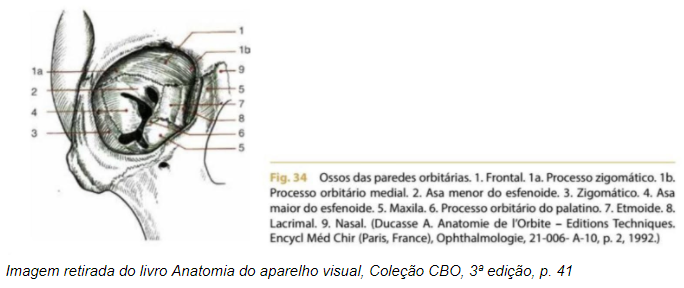 1
1b
1a
9
2
5
4
7
8
3
6
5
Fig. 34 Ossos das paredes orbitárias. 1. Frontal. 1a. Processo zigomático. 1b.
Processo orbitário medial. 2. Asa menor do esfenoide. 3. Zigomático. 4. Asa
maior do esfenoide. 5. Maxila. 6. Processo orbitário do palatino. 7. Etmoide. 8.
Lacrimal. 9. Nasal. (Ducasse A. Anatomie de l'Orbite – Editions Techniques.
Encycl Méd Chir (Paris, France), Ophthalmologie, 21-006- A-10, p. 2, 1992.)
Imagem retirada do livro Anatomia do aparelho visual, Coleção CBO, 3ª edição, p. 41